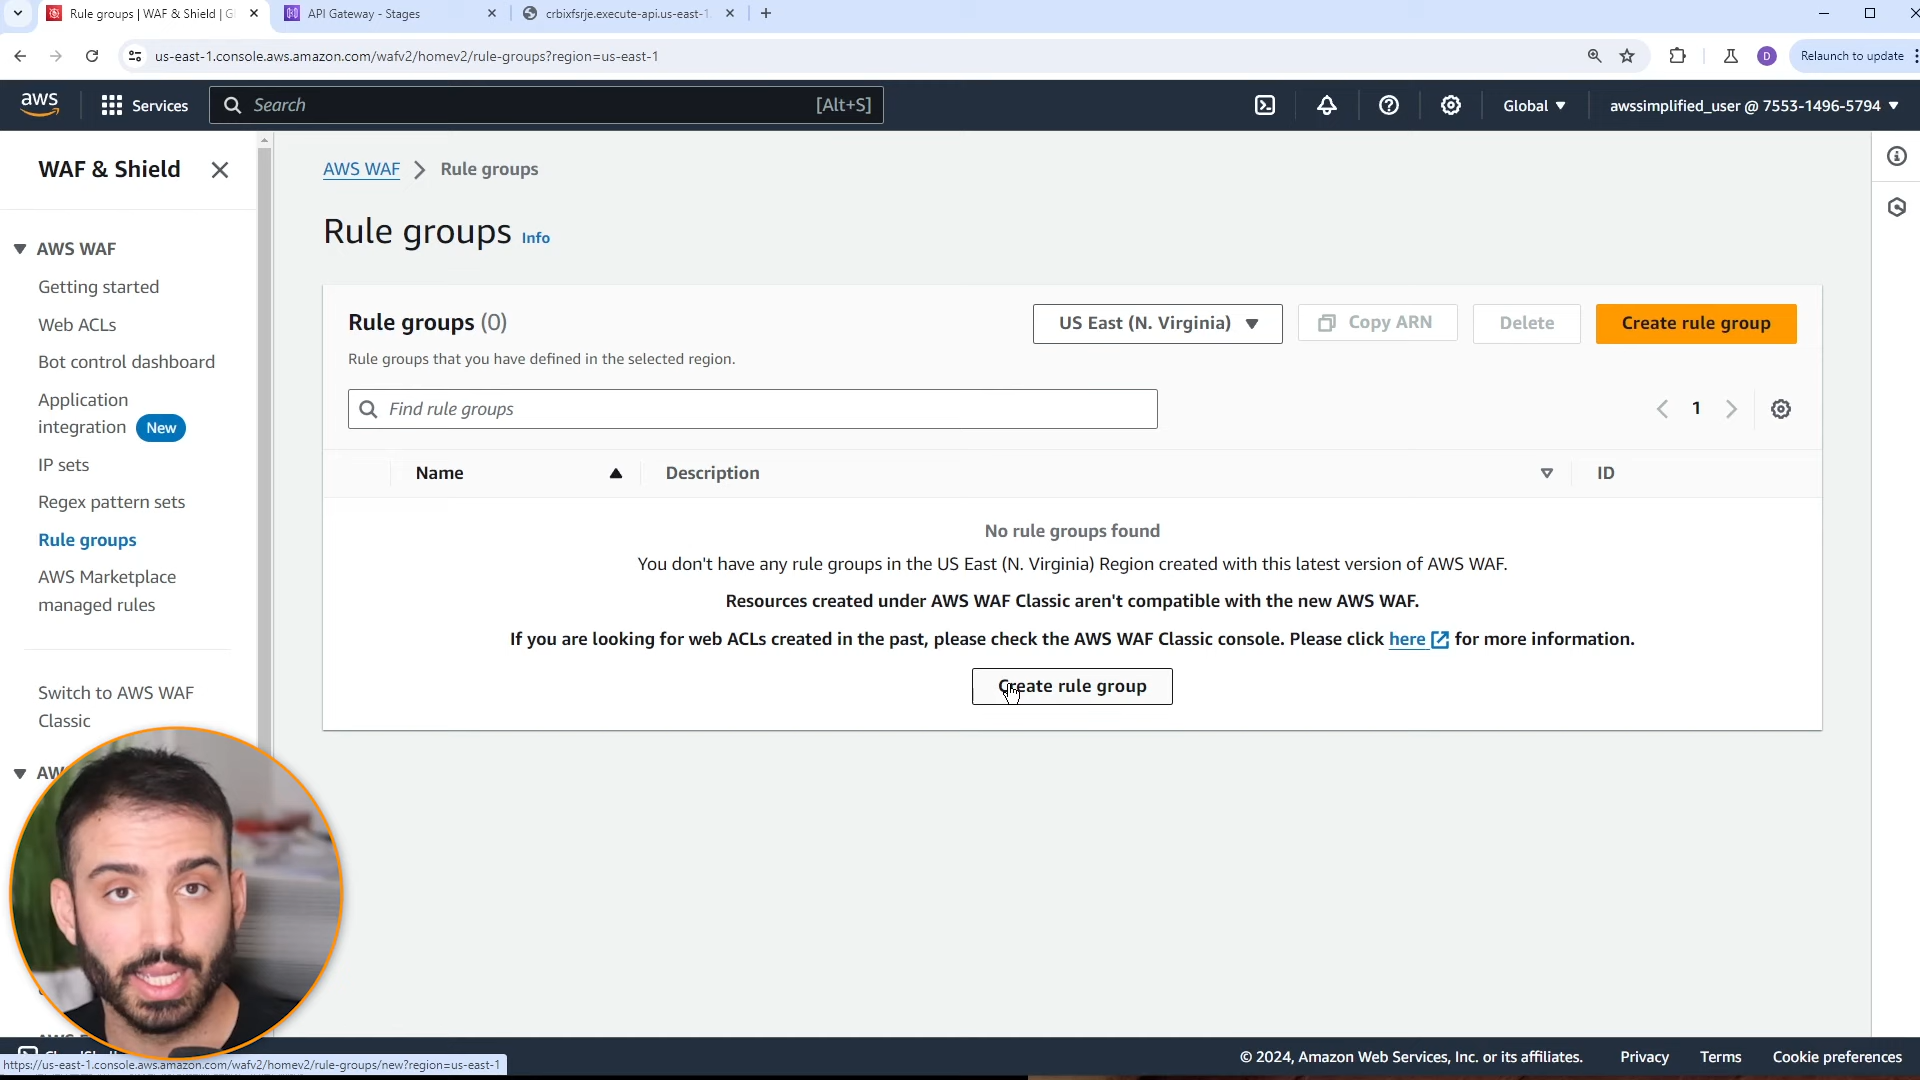 Rule groups | WAF & Shield | Gl
API Gateway - Stages
crbixfsrje.execute-api.us-east-1
us-east-1.console.aws.amazon.com/wafv2/homev2/rule-groups?region=us-east-1
D
Relaunch to update
aws
Services
Search
[Alt+S]
Global
awssimplified_user @ 7553-1496-5794
WAF & Shield
AWS WAF
Getting started
Web ACLs
Bot control dashboard
Application
integration New
IP sets
Regex pattern sets
Rule groups
AWS Marketplace
managed rules
Switch to AWS WAF
Classic
AWS WAF > Rule groups
Rule groups Info
Rule groups (0)
Rule groups that you have defined in the selected region.
US East (N. Virginia)
Copy ARN
Delete
Create rule group
Find rule groups
1
Name
Description
ID
No rule groups found
You don't have any rule groups in the US East (N. Virginia) Region created with this latest version of AWS WAF.
Resources created under AWS WAF Classic aren't compatible with the new AWS WAF.
If you are looking for web ACLs created in the past, please check the AWS WAF Classic console. Please click here for more information.
Create rule group
https://us-east-1.console.aws.amazon.com/wafv2/homev2/rule-groups/new?region=us-east-1
© 2024, Amazon Web Services, Inc. or its affiliates.
Privacy
Terms
Cookie preferences